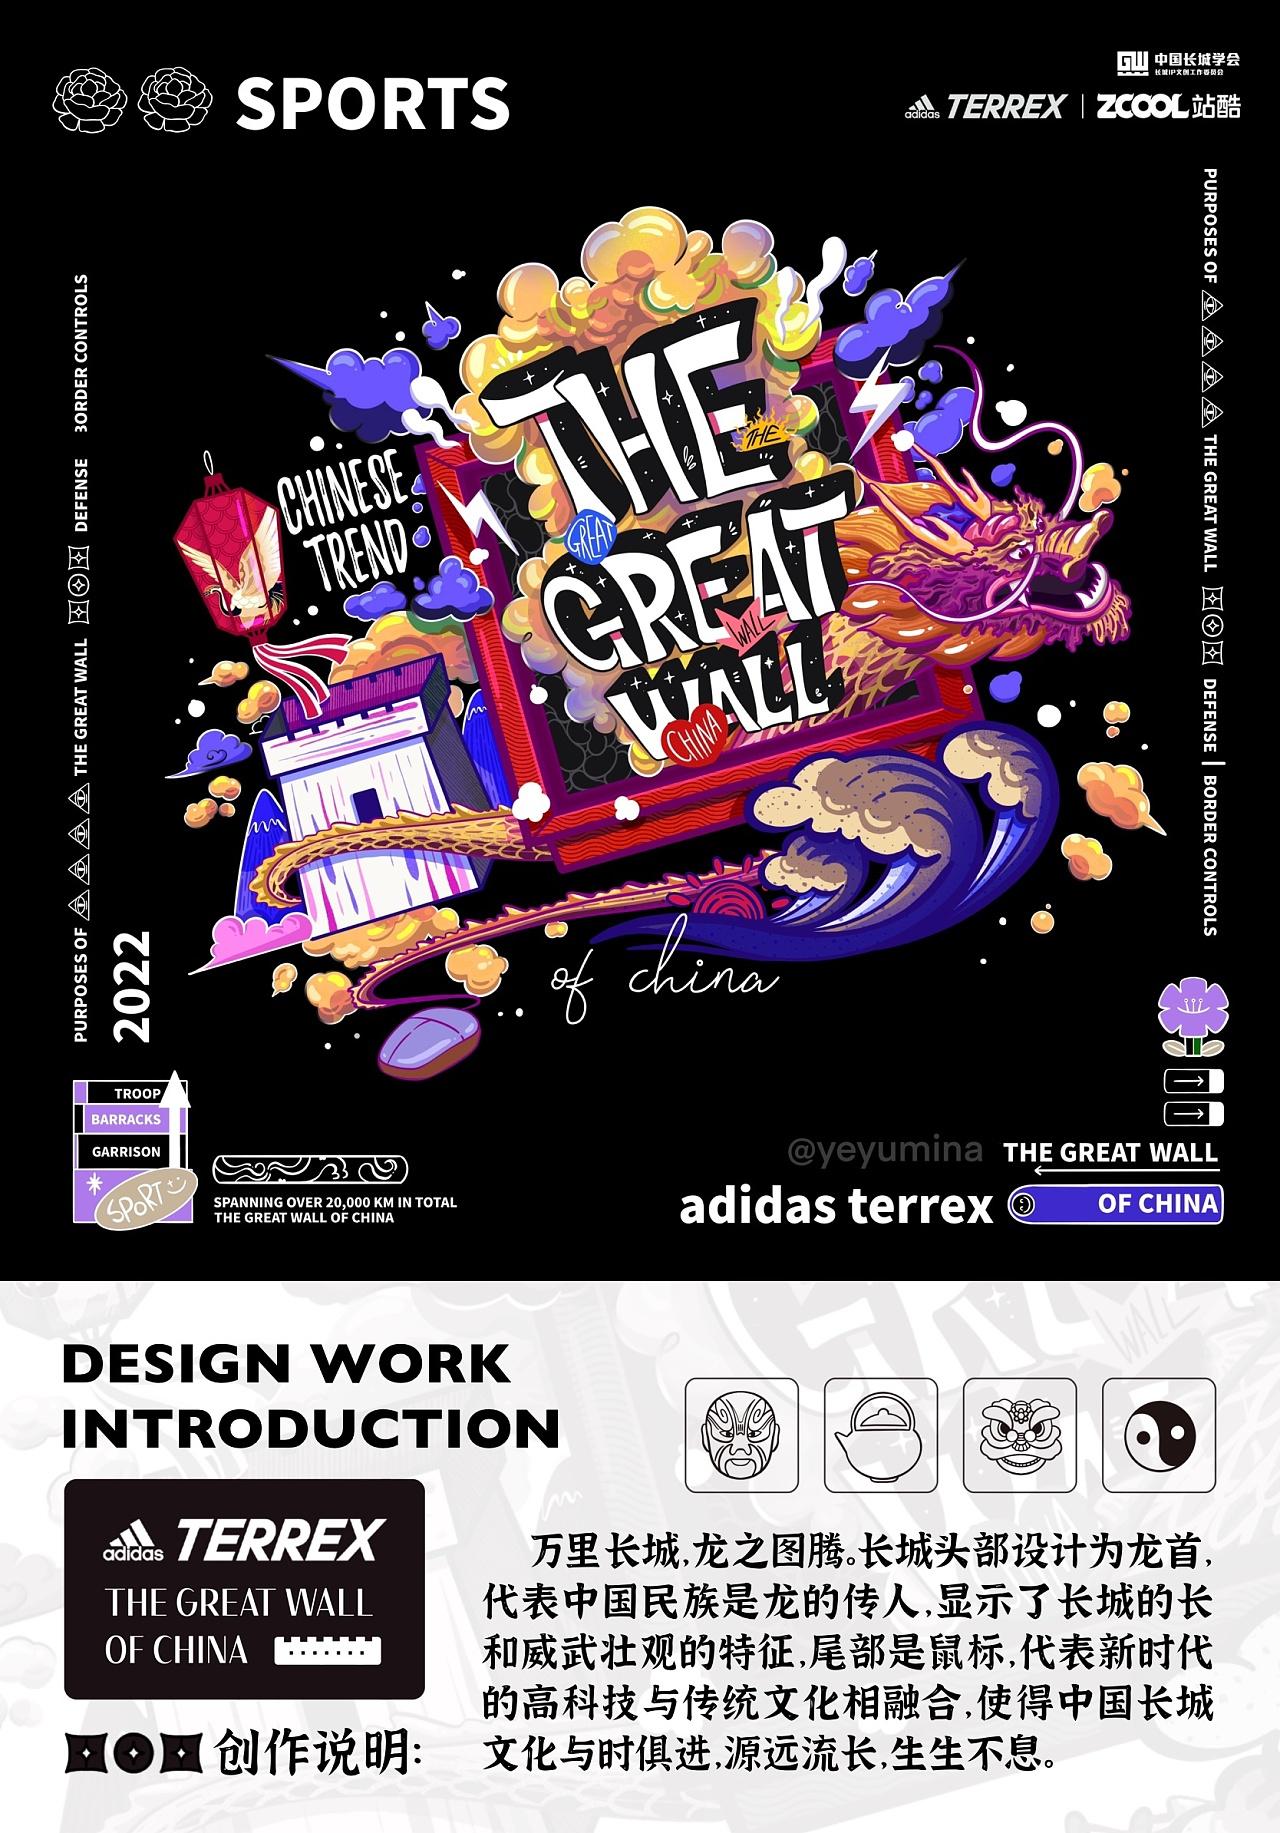 SPORTS
GW 中国长城学会
长城IP文创工作委员会
adidas TERREX | ZCOOL站酷
PURPOSES OF THE GREAT WALL DEFENSE BORDER CONTROLS
PURPOSES OF THE GREAT WALL DEFENSE | BORDER CONTROLS
2022
CHINESE
TREND
THE
THE
GREAT
GREAT
WALL
WALL
CHINA
of china
TROOP
BARRACKS
GARRISON
SPORT
SPANNING OVER 20,000 KM IN TOTAL
THE GREAT WALL OF CHINA
@yeyumina
THE GREAT WALL
adidas terrex
OF CHINA
DESIGN WORK
INTRODUCTION
adidas TERREX
THE GREAT WALL
OF CHINA
创作说明:
万里长城,龙之图腾。长城头部设计为龙首,
代表中国民族是龙的传人,显示了长城的长
和威武壮观的特征,尾部是鼠标,代表新时代
的高科技与传统文化相融合,使得中国长城
文化与时俱进,源远流长,生生不息。